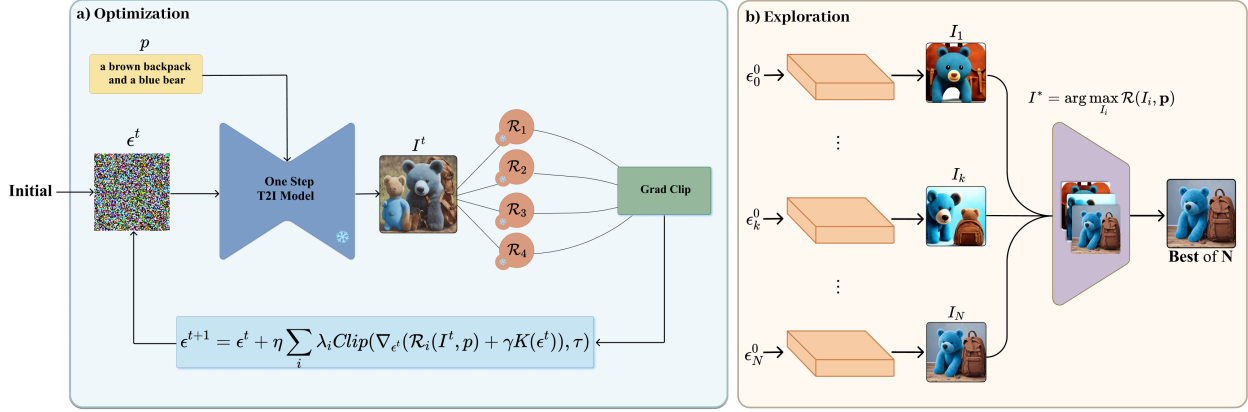 a) Optimization
p
a brown backpack
and a blue bear
ϵ^t
Initial
One Step
T2I Model
I^t
R_1
R_2
R_3
R_4
Grad Clip
ϵ^{t+1} = ϵ^t + η ∑_i λ_i Clip(∇_{ϵ^t}(R_i(I^t, p) + γK(ϵ^t)), τ)
b) Exploration
ϵ_0^0
I_1
I^* = arg max_{I_i} R(I_i, p)
⋮
⋮
ϵ_k^0
I_k
Best of N
⋮
⋮
ϵ_N^0
I_N